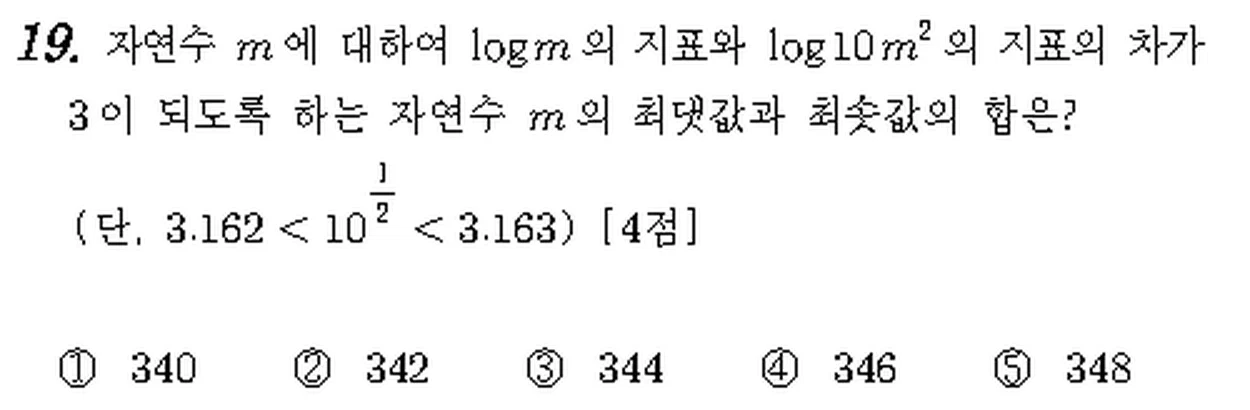 19. 자연수 m에 대하여 log m의 지표와 log 10m²의 지표의 차가
3이 되도록 하는 자연수 m의 최댓값과 최솟값의 합은?
(단, 3.162 < 10^{1/2} < 3.163) [4점]
① 340 ② 342 ③ 344 ④ 346 ⑤ 348